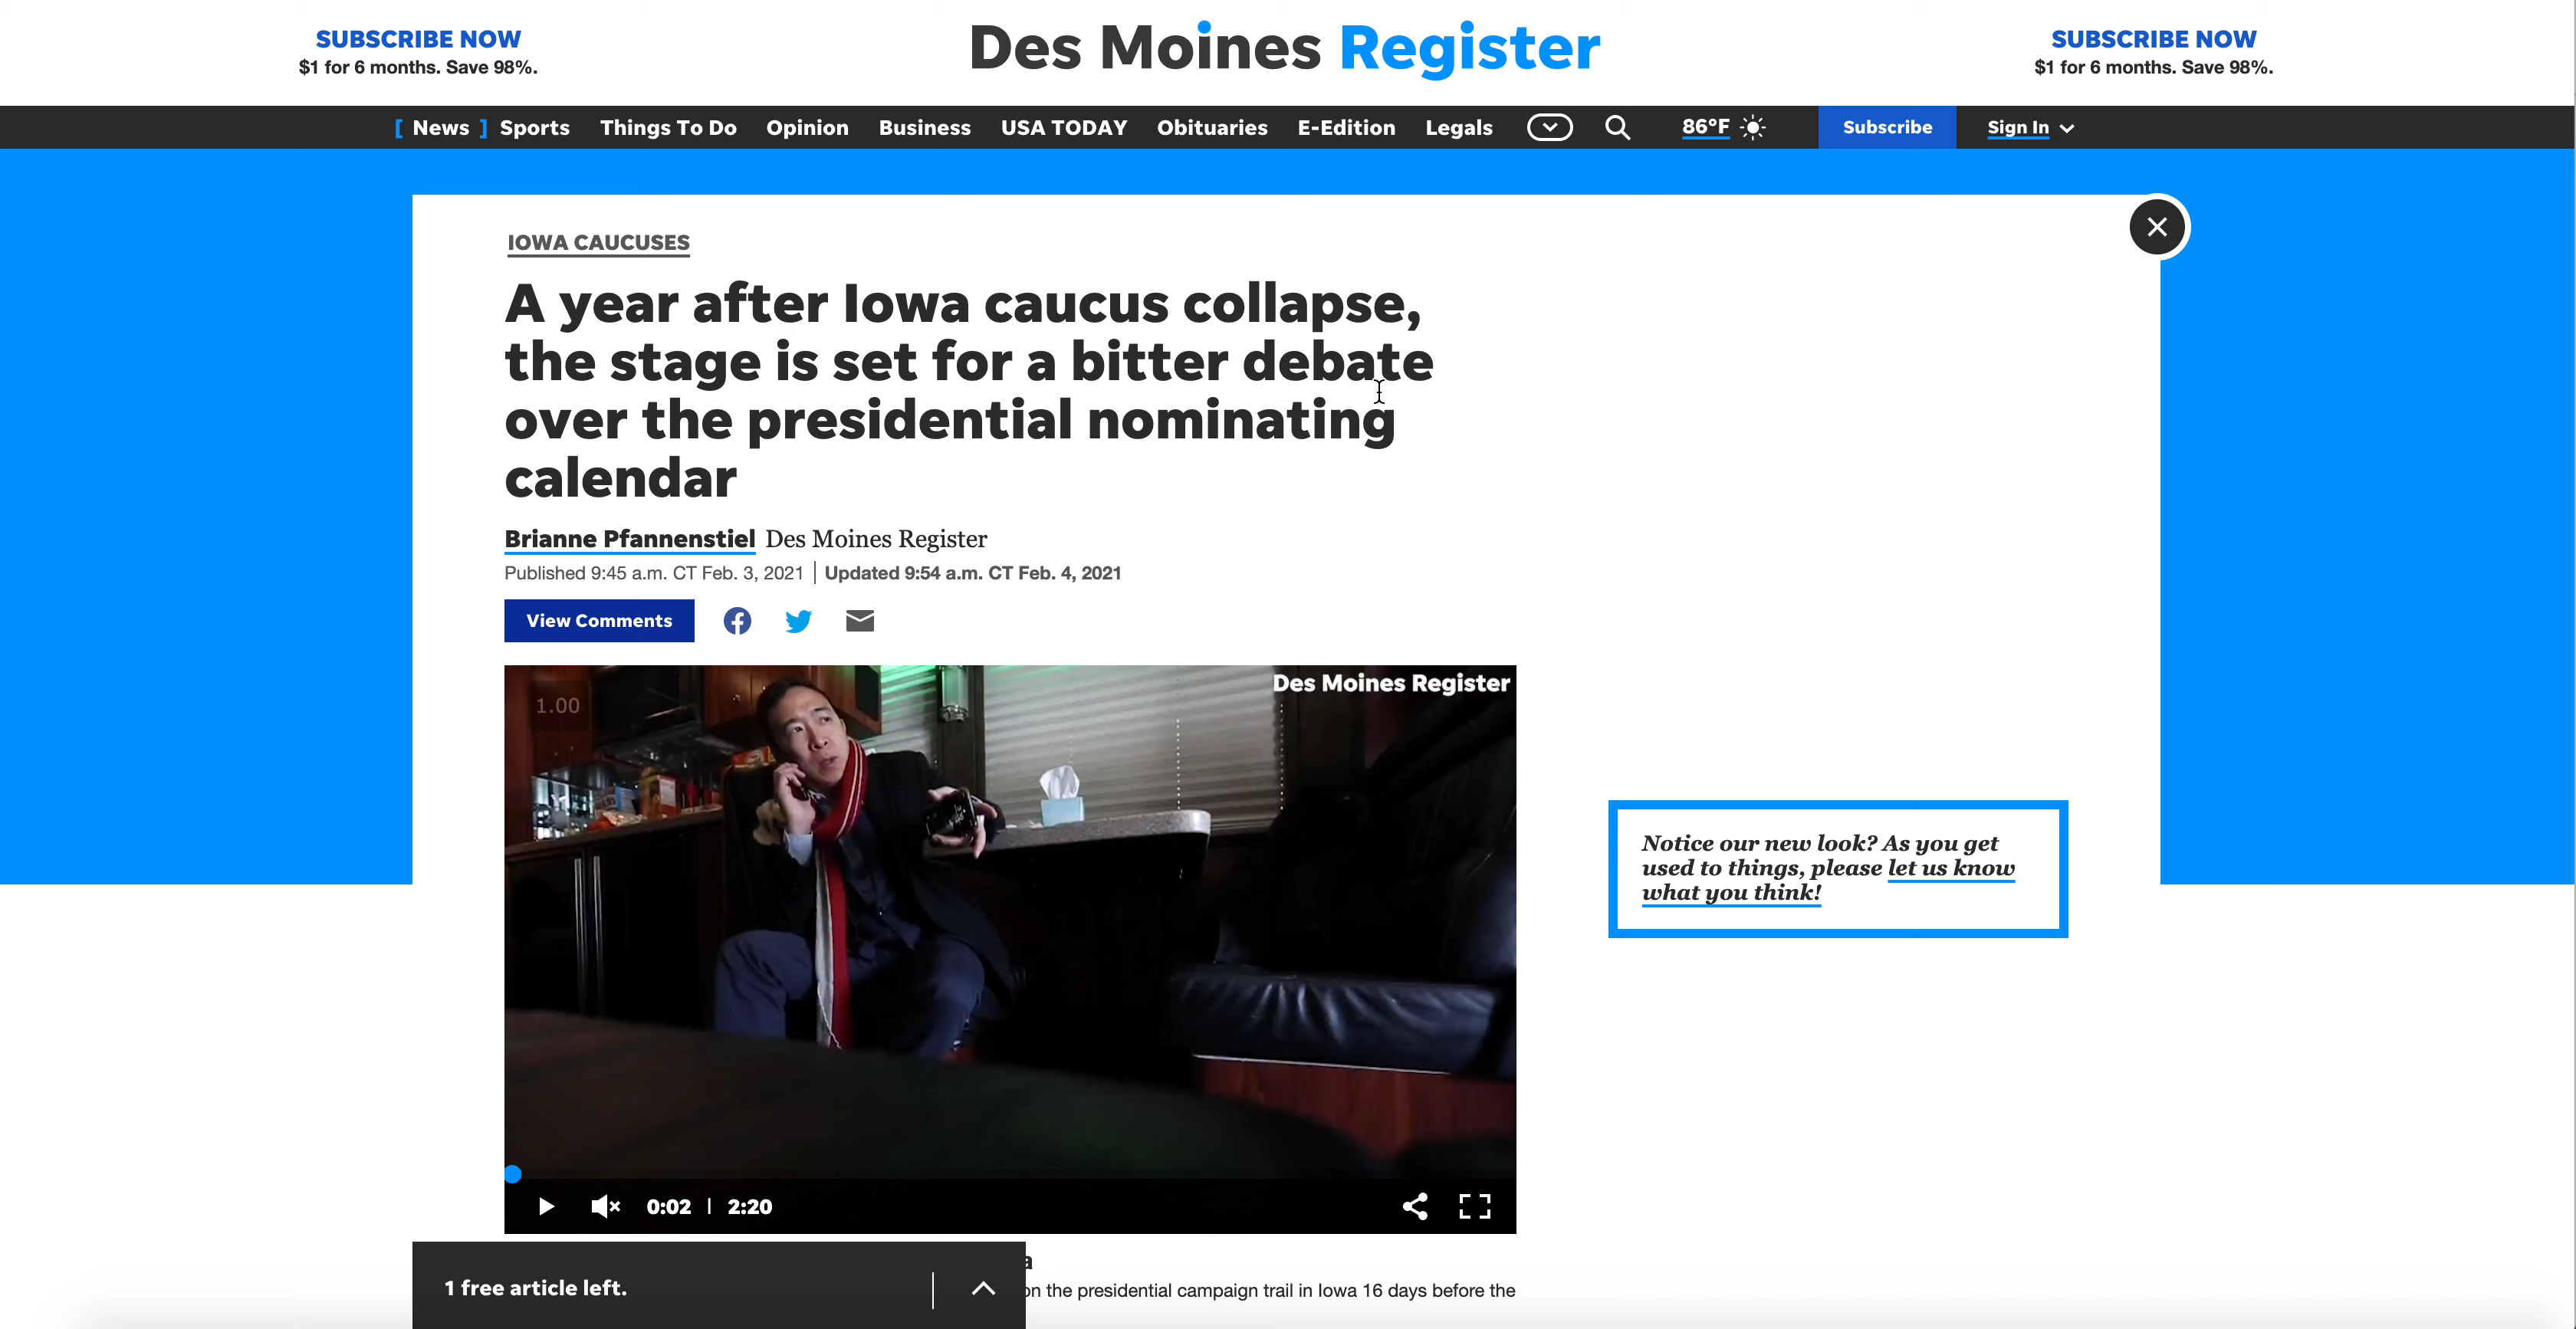 SUBSCRIBE NOW
$1 for 6 months. Save 98%.
Des Moines Register
SUBSCRIBE NOW
$1 for 6 months. Save 98%.
[ News ] Sports Things To Do Opinion Business USA TODAY Obituaries E-Edition Legals 86°F Subscribe Sign In
IOWA CAUCUSES
A year after Iowa caucus collapse,
the stage is set for a bitter debate
over the presidential nominating
calendar
Brianne Pfannenstiel Des Moines Register
Published 9:45 a.m. CT Feb. 3, 2021 | Updated 9:54 a.m. CT Feb. 4, 2021
View Comments
1.00
Des Moines Register
Notice our new look? As you get
used to things, please let us know
what you think!
0:02 | 2:20
1 free article left.
on the presidential campaign trail in Iowa 16 days before the